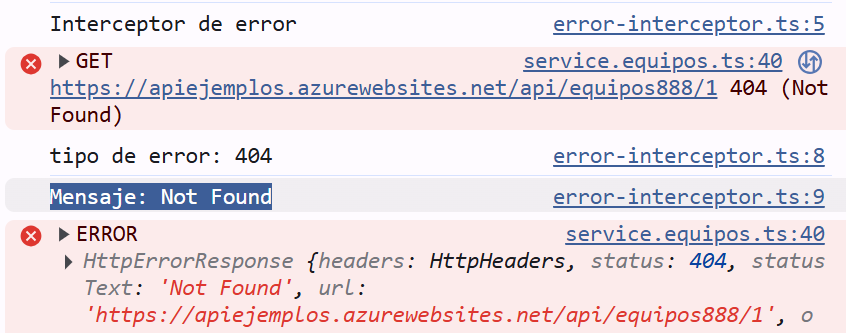 Interceptor de error error-interceptor.ts:5
GET service.equipos.ts:40
https://apiejemplos.azurewebsites.net/api/equipos888/1 404 (Not
Found)
tipo de error: 404 error-interceptor.ts:8
Mensaje: Not Found error-interceptor.ts:9
ERROR service.equipos.ts:40
HttpErrorResponse {headers: HttpHeaders, status: 404, status
Text: 'Not Found', url:
'https://apiejemplos.azurewebsites.net/api/equipos888/1', o